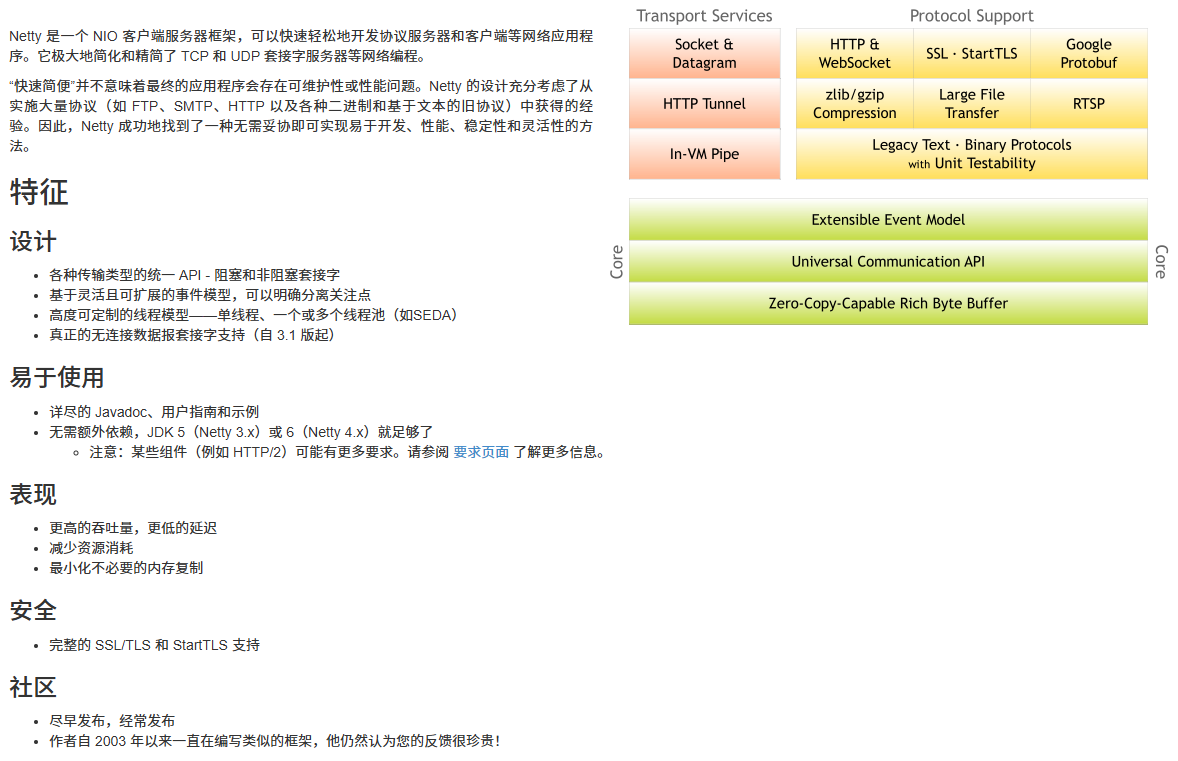 Netty 是一个 NIO 客户端服务器框架，可以快速轻松地开发协议服务器和客户端等网络应用程
序。它极大地简化和精简了 TCP 和 UDP 套接字服务器等网络编程。
“快速简便”并不意味着最终的应用程序会存在可维护性或性能问题。Netty 的设计充分考虑了从
实施大量协议（如 FTP、SMTP、HTTP 以及各种二进制和基于文本的旧协议）中获得的经
验。因此，Netty 成功地找到了一种无需妥协即可实现易于开发、性能、稳定性和灵活性的方
法。
特征
设计
• 各种传输类型的统一 API - 阻塞和非阻塞套接字
• 基于灵活且可扩展的事件模型，可以明确分离关注点
• 高度可定制的线程模型——单线程、一个或多个线程池（如SEDA）
• 真正的无连接数据报套接字支持（自 3.1 版起）
易于使用
• 详尽的 Javadoc、用户指南和示例
• 无需额外依赖，JDK 5（Netty 3.x）或 6（Netty 4.x）就足够了
◦ 注意：某些组件（例如 HTTP/2）可能有更多要求。请参阅 要求页面 了解更多信息。
表现
• 更高的吞吐量，更低的延迟
• 减少资源消耗
• 最小化不必要的内存复制
安全
• 完整的 SSL/TLS 和 StartTLS 支持
社区
• 尽早发布，经常发布
• 作者自 2003 年以来一直在编写类似的框架，他仍然认为您的反馈很珍贵！
Transport Services
Socket &
Datagram
HTTP Tunnel
In-VM Pipe
Protocol Support
HTTP &
WebSocket
SSL · StartTLS
Google
Protobuf
zlib/gzip
Compression
Large File
Transfer
RTSP
Legacy Text · Binary Protocols
with Unit Testability
Core
Extensible Event Model
Universal Communication API
Zero-Copy-Capable Rich Byte Buffer
Core